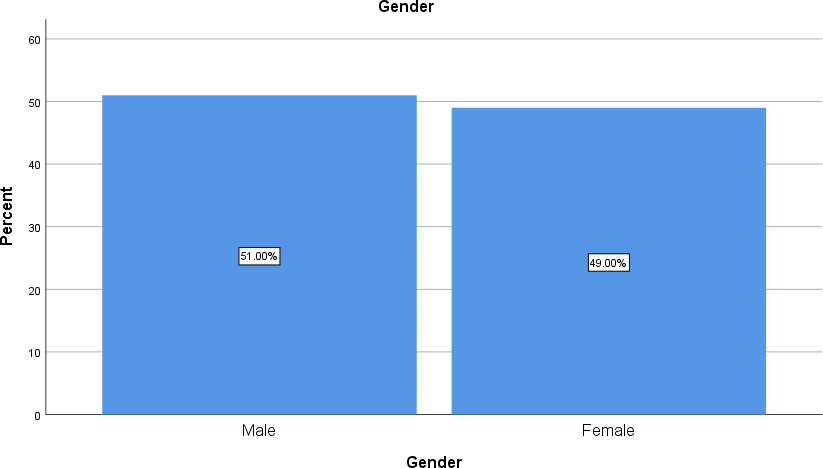 Gender
Percent
60
50
40
30
20
10
0
51.00%
49.00%
Male
Female
Gender